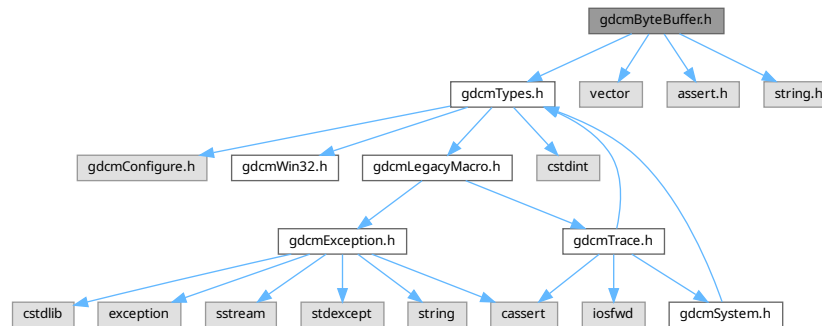 gdcmByteBuffer.h
gdcmTypes.h
vector
assert.h
string.h
gdcmConfigure.h
gdcmWin32.h
gdcmLegacyMacro.h
cstdint
gdcmException.h
gdcmTrace.h
cstdlib
exception
sstream
stdexcept
string
cassert
iosfwd
gdcmSystem.h